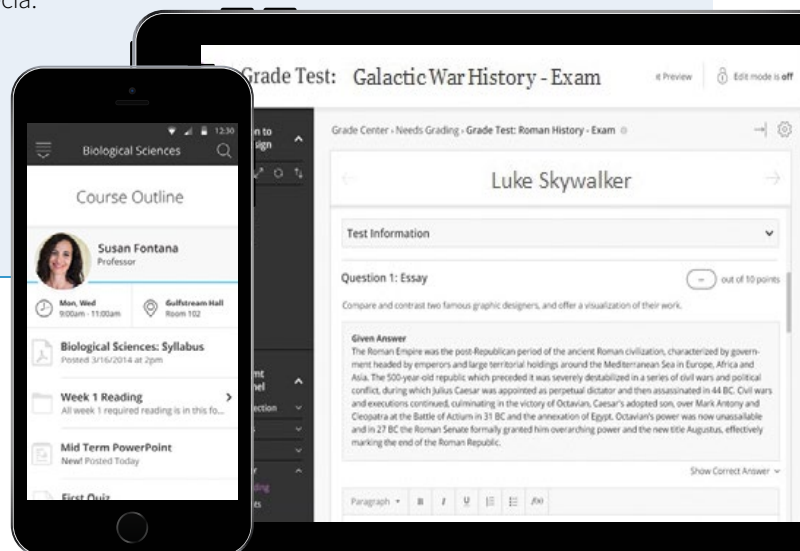 cia.
12:30
Biological Sciences
Course Outline
Susan Fontana
Professor
Mon, Wed
9:00am - 11:00am
Gulfstream Hall
Room 102
Biological Sciences: Syllabus
Posted 3/16/2014 at 2pm
Week 1 Reading
All week 1 required reading is in this fo...
Mid Term PowerPoint
New! Posted Today
First Quiz
Grade Test: Galactic War History - Exam
Preview
Edit mode is off
Grade Center › Needs Grading › Grade Test: Roman History - Exam
Luke Skywalker
Test Information
Question 1: Essay
out of 10 points
Compare and contrast two famous graphic designers, and offer a visualization of their work.
Given Answer
The Roman Empire was the post-Republican period of the ancient Roman civilization, characterized by govern-
ment headed by emperors and large territorial holdings around the Mediterranean Sea in Europe, Africa and
Asia. The 500-year-old republic which preceded it was severely destabilized in a series of civil wars and political
conflict, during which Julius Caesar was appointed as perpetual dictator and then assassinated in 44 BC. Civil wars
and executions continued, culminating in the victory of Octavian, Caesar's adopted son, over Mark Antony and
Cleopatra at the Battle of Actium in 31 BC and the annexation of Egypt. Octavian's power was now unassailable
and in 27 BC the Roman Senate formally granted him overarching power and the new title Augustus, effectively
marking the end of the Roman Republic.
Show Correct Answer
Paragraph B I U f(x)